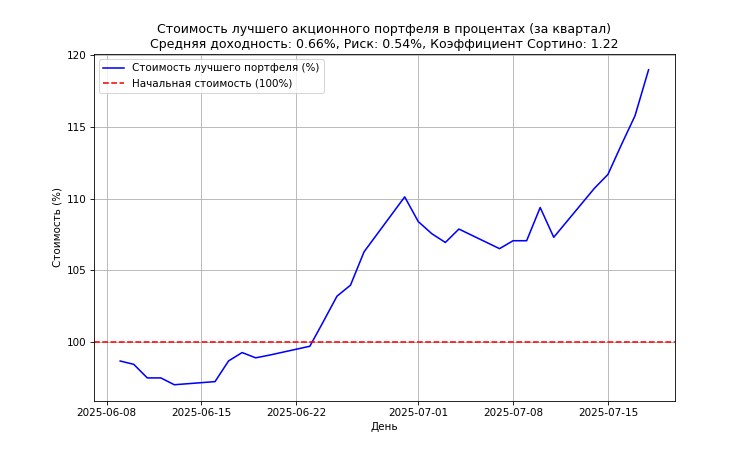 Стоимость лучшего акционного портфеля в процентах (за квартал)
Средняя доходность: 0.66%, Риск: 0.54%, Коэффициент Сортино: 1.22
Стоимость лучшего портфеля (%)
Начальная стоимость (100%)
Стоимость (%)
120
115
110
105
100
2025-06-08
2025-06-15
2025-06-22
2025-07-01
2025-07-08
2025-07-15
День